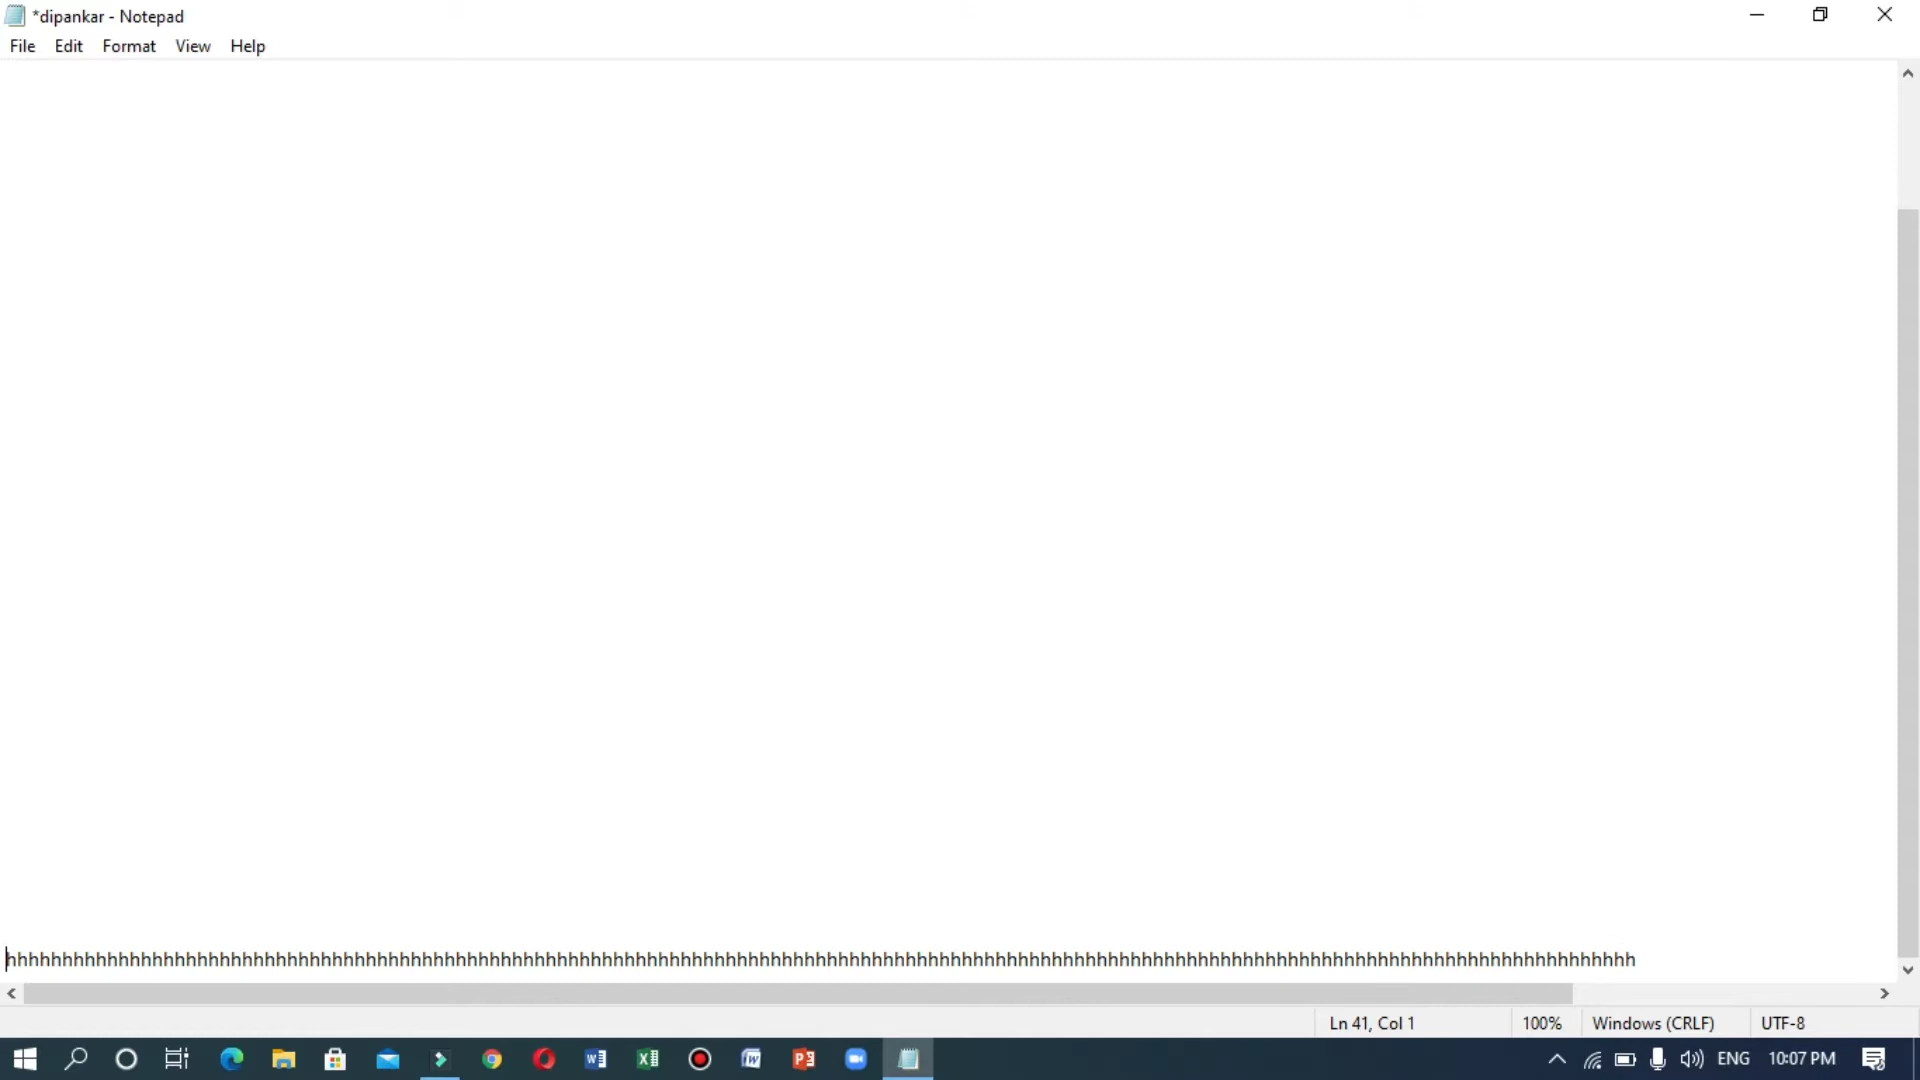 *dipankar - Notepad
File Edit Format View Help
hhhhhhhhhhhhhhhhhhhhhhhhhhhhhhhhhhhhhhhhhhhhhhhhhhhhhhhhhhhhhhhhhhhhhhhhhhhhhhhhhhhhhhhhhhhhhhhhhhhhhhhhhhhhhhhhhhhhhhhhhhhhhhhhhhhhhhhhhhhhhhhhh
Ln 41, Col 1 100% Windows (CRLF) UTF-8
ENG 10:07 PM